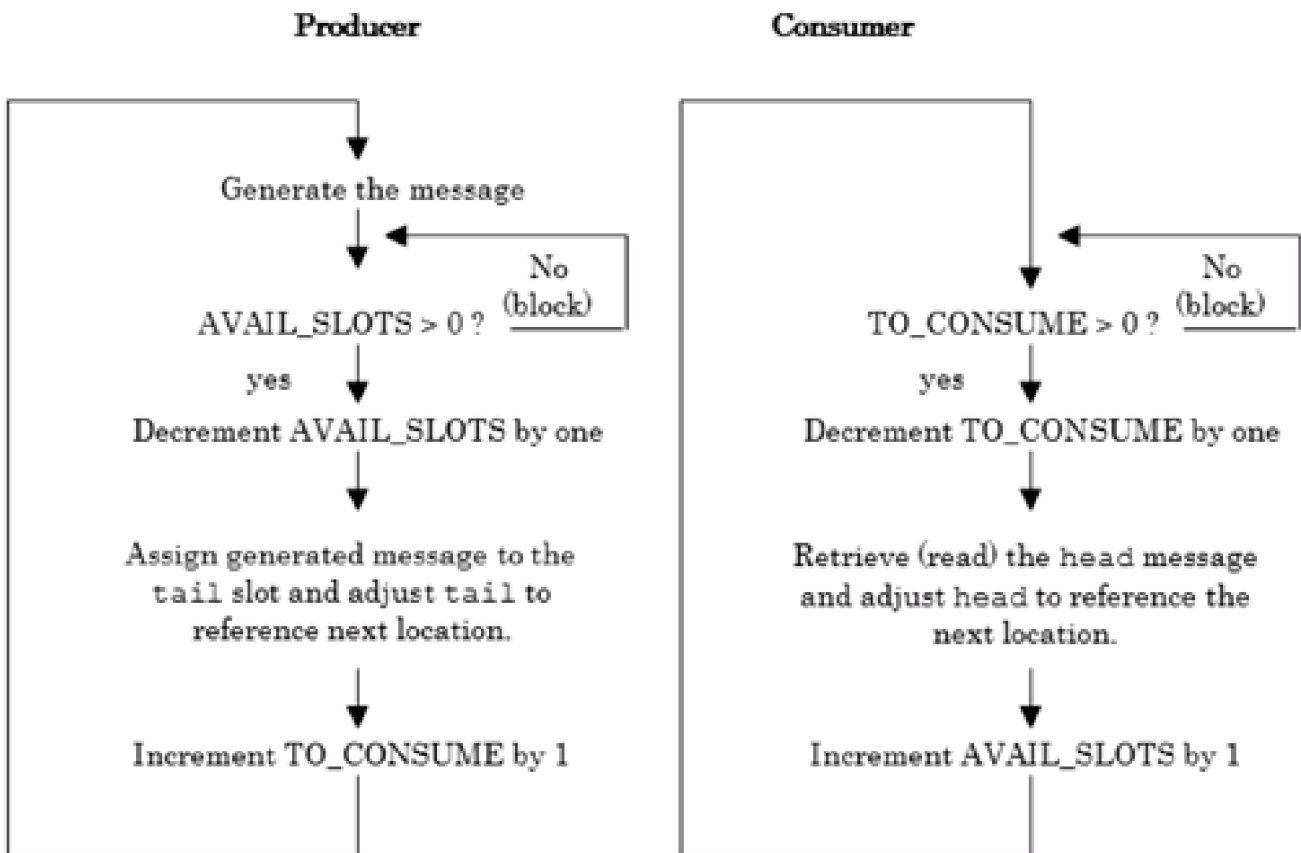 Producer
Generate the message
No
(block)
AVAIL_SLOTS > 0 ?
yes
Decrement AVAIL_SLOTS by one
Assign generated message to the
tail slot and adjust tail to
reference next location.
Increment TO_CONSUME by 1
Consumer
No
(block)
TO_CONSUME > 0 ?
yes
Decrement TO_CONSUME by one
Retrieve (read) the head message
and adjust head to reference the
next location.
Increment AVAIL_SLOTS by 1